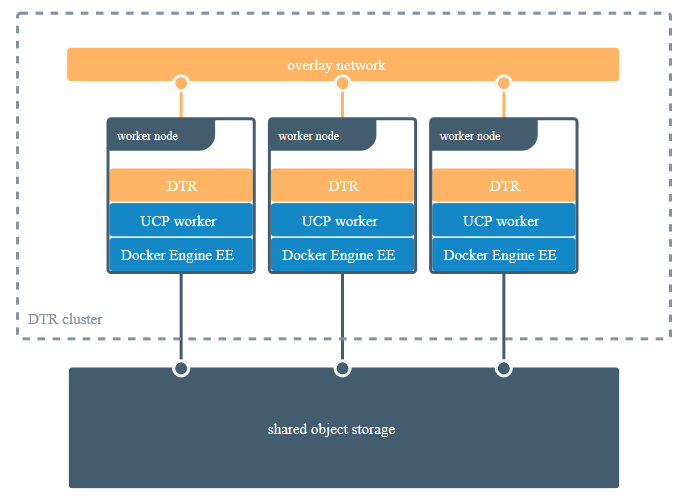 overlay network
worker node
worker node
worker node
DTR
DTR
DTR
UCP worker
UCP worker
UCP worker
Docker Engine EE
Docker Engine EE
Docker Engine EE
DTR cluster
shared object storage